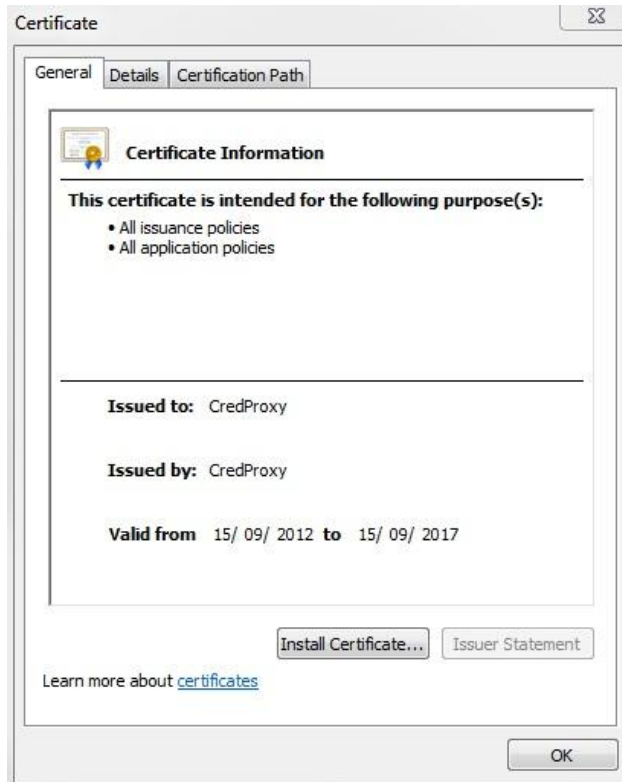 Certificate
General Details Certification Path
Certificate Information
This certificate is intended for the following purpose(s):
• All issuance policies
• All application policies
Issued to: CredProxy
Issued by: CredProxy
Valid from 15/ 09/ 2012 to 15/ 09/ 2017
Install Certificate... Issuer Statement
Learn more about certificates
OK